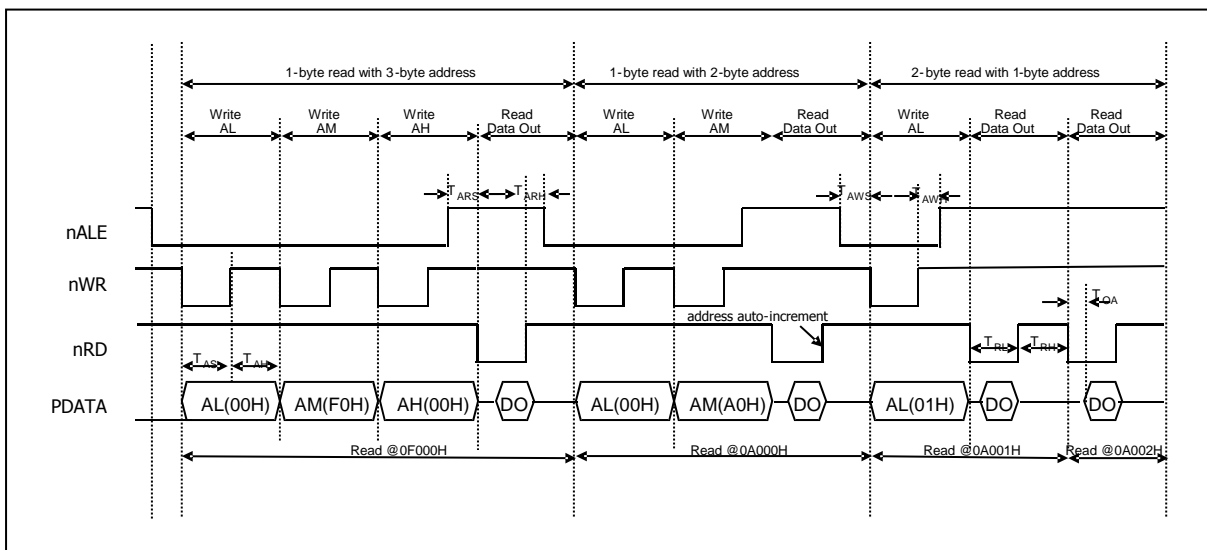 1-byte read with 3-byte address 1-byte read with 2-byte address 2-byte read with 1-byte address
Write Write Write Read Write Write Read Write Read Read
AL AM AH Data Out AL AM Data Out AL Data Out Data Out
TARS TARH TAWS TAWH
nALE
nWR
TOA
address auto-increment
nRD
TAS TAH TRL TRH
PDATA AL(00H) AM(F0H) AH(00H) DO AL(00H) AM(A0H) DO AL(01H) DO DO
Read @0F000H Read @0A000H Read @0A001H Read @0A002H